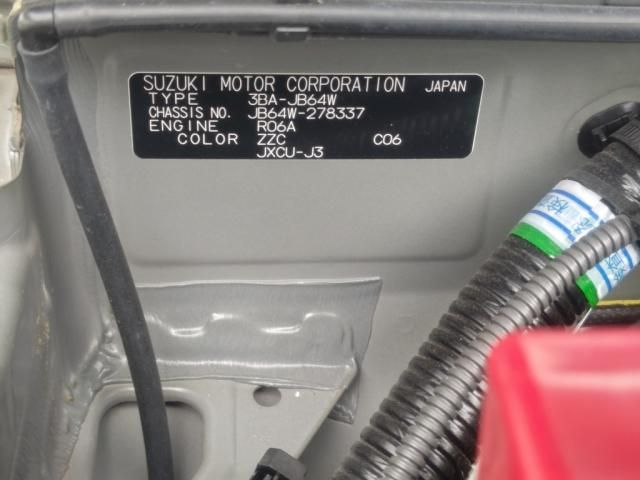 SUZUKI MOTOR CORPORATION JAPAN
TYPE 3BA-JB64W
CHASSIS NO. JB64W-278337
ENGINE R06A
COLOR ZZC C06
JXCU-J3